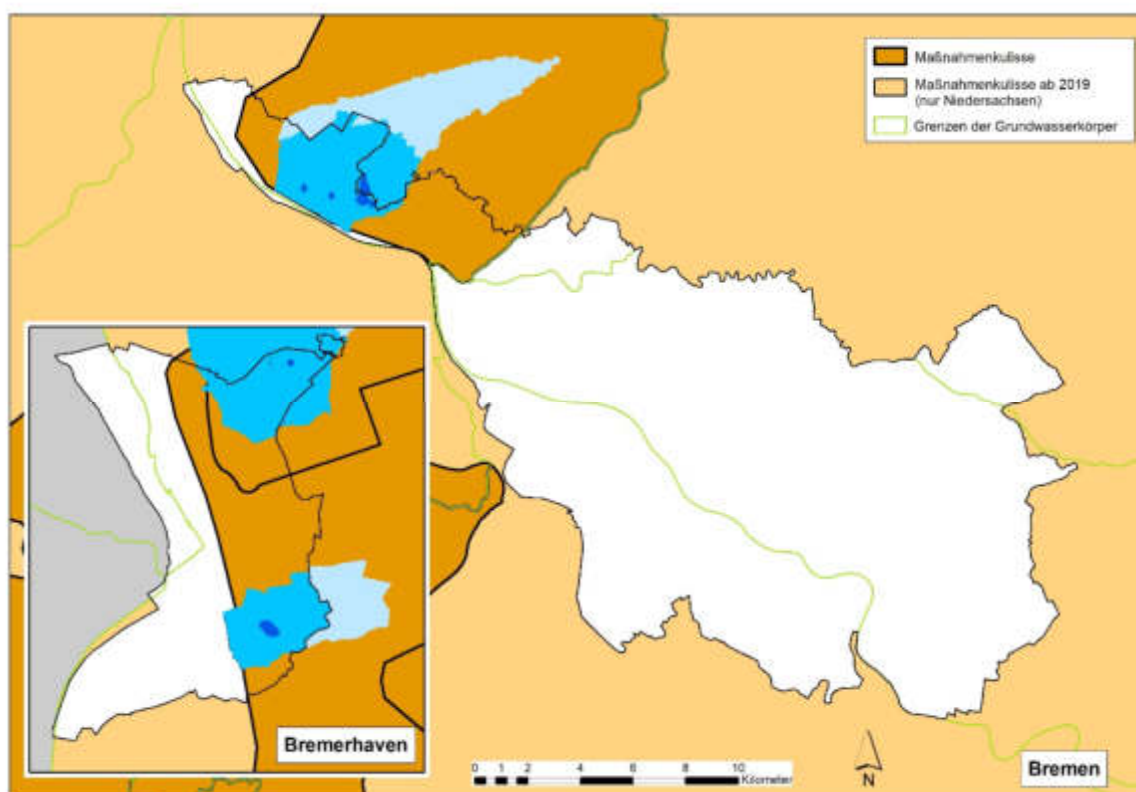 Maßnahmenkulisse
Maßnahmenkulisse ab 2019
(nur Niedersachsen)
Grenzen der Grundwasserkörper
Bremerhaven
0 1 2 4 6 8 10
Kilometer
N
Bremen